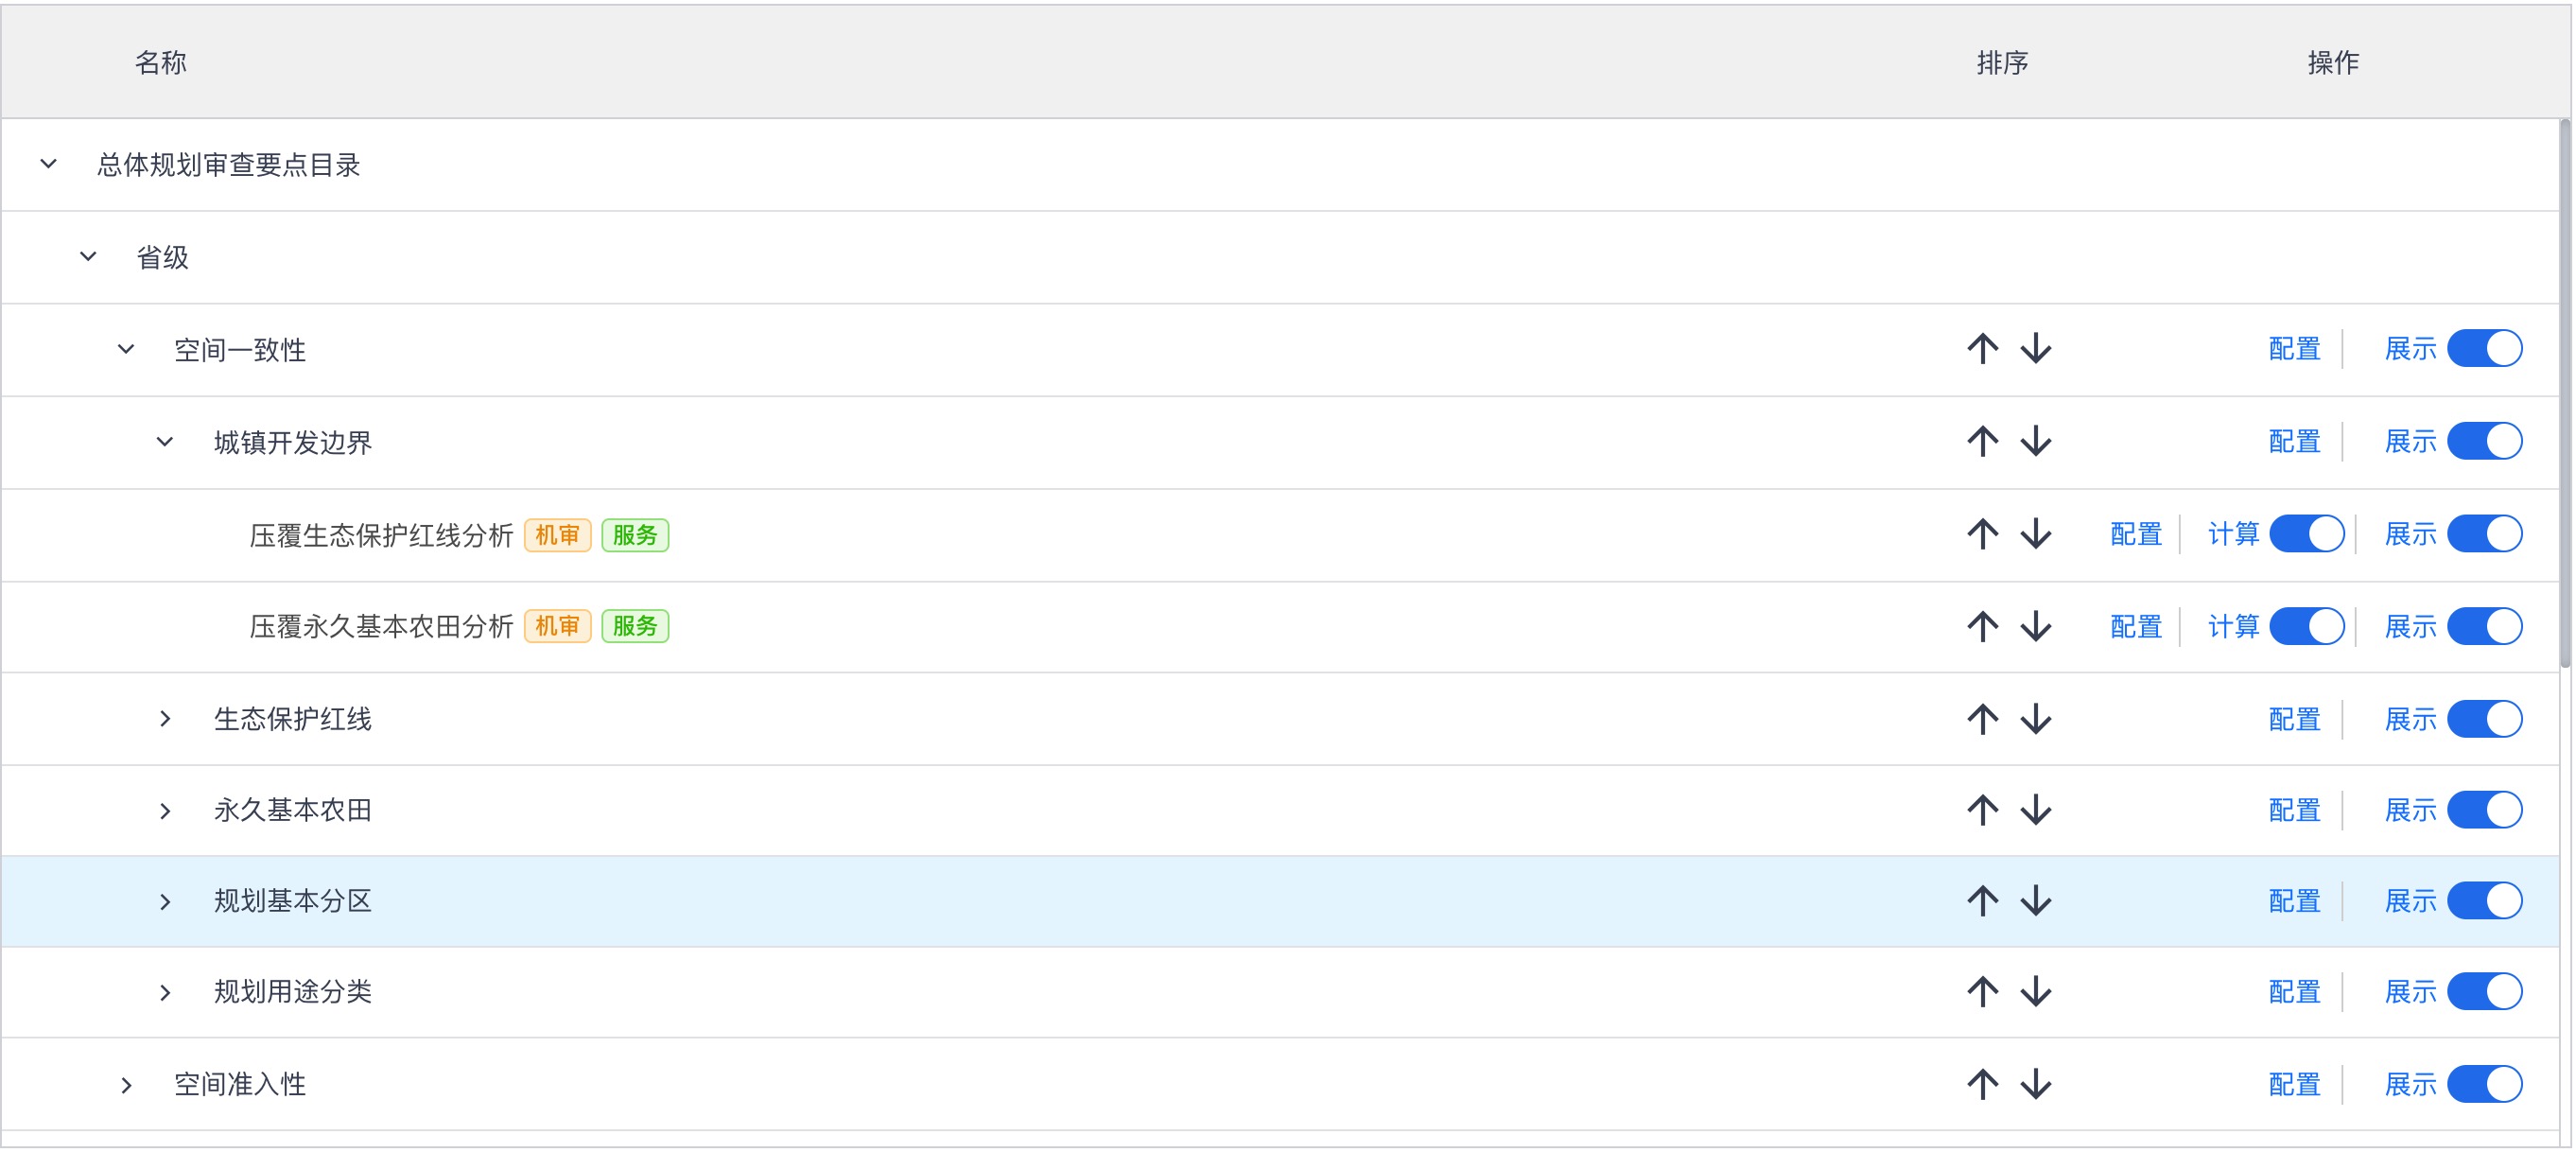 名称 排序 操作
总体规划审查要点目录
省级
空间一致性 配置 展示
城镇开发边界 配置 展示
压覆生态保护红线分析 机审 服务 配置 计算 展示
压覆永久基本农田分析 机审 服务 配置 计算 展示
生态保护红线 配置 展示
永久基本农田 配置 展示
规划基本分区 配置 展示
规划用途分类 配置 展示
空间准入性 配置 展示